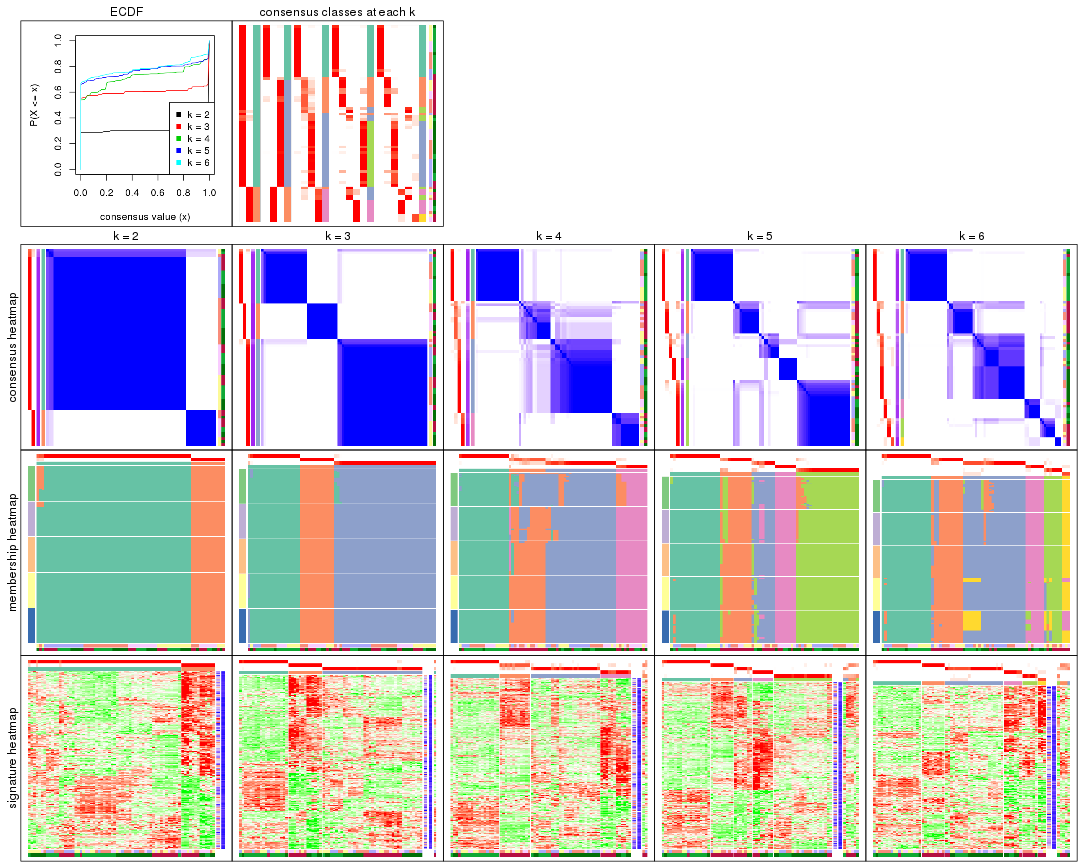 ECDF
consensus classes at each k
P(X <= x)
1.0
0.8
0.6
0.4
0.2
0.0
k = 2
k = 3
k = 4
k = 5
k = 6
0.0 0.2 0.4 0.6 0.8 1.0
consensus value (x)
k = 2
k = 3
k = 4
k = 5
k = 6
consensus heatmap
membership heatmap
signature heatmap